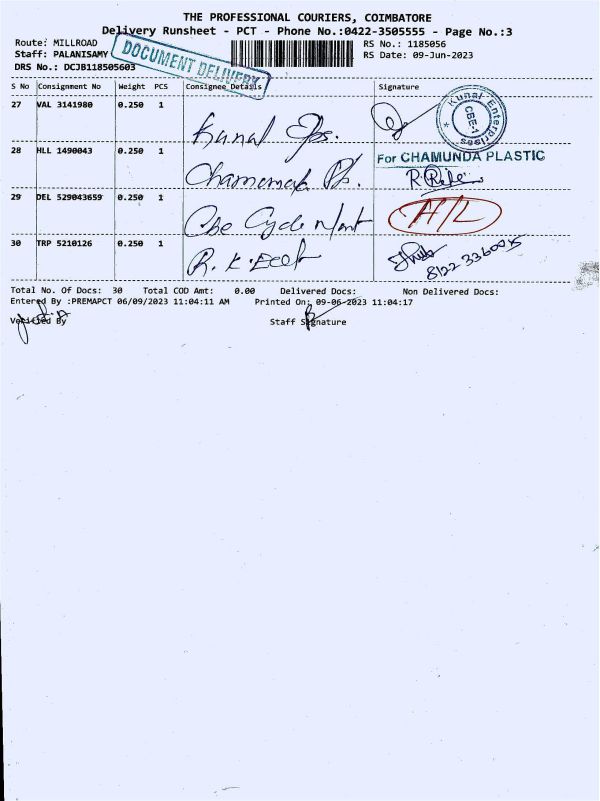 THE PROFESSIONAL COURIERS, COIMBATORE
Delivery Runsheet - PCT - Phone No.:0422-3505555 - Page No.:3
Route: MILLROAD RS No.: 1185056
Staff: PALANISAMY RS Date: 09-Jun-2023
DRS No.: DCJB118505603
DOCUMENT DELIVERY
S No Consignment No Weight PCS Consignee Details Signature
27 VAL 3141980 0.250 1 Kunal Eps.
Kunal Enterprises
CBE-1
28 HLL 1490043 0.250 1
For CHAMUNDA PLASTIC
29 DEL 529043659 0.250 1 Cbe Cycle Mart
30 TRP 5210126 0.250 1 R. K. Elect
Total No. Of Docs: 30 Total COD Amt: 0.00 Delivered Docs: Non Delivered Docs:
Entered By :PREMAPCT 06/09/2023 11:04:11 AM Printed On: 09-06-2023 11:04:17
Verified By Staff Signature